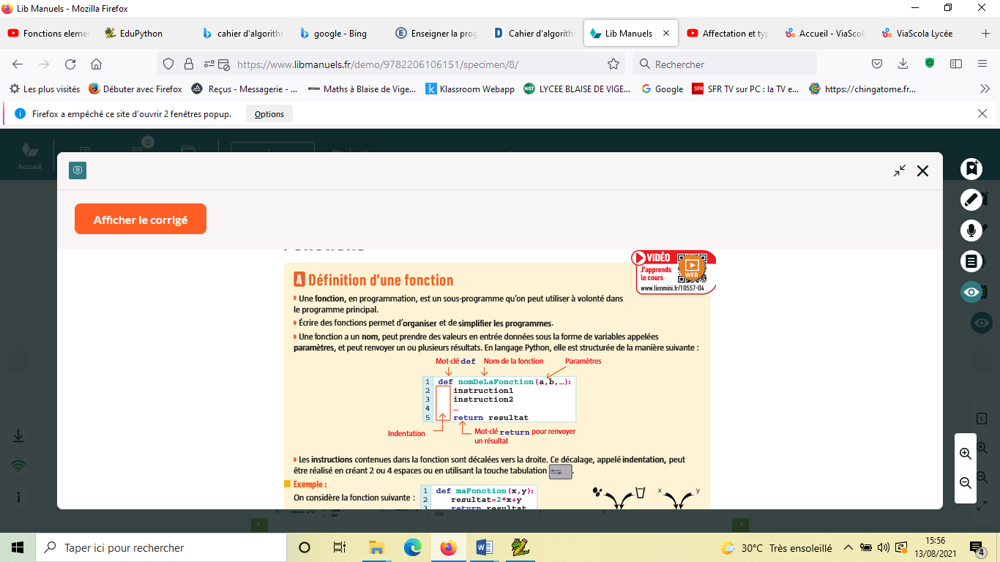 Lib Manuels - Mozilla Firefox
Fonctions eleme
EduPython
cahier d'algorithm
google - Bing
Enseigner la prog
Cahier d'algorithm
Lib Manuels
Affectation et typ
Accueil - ViaScol
ViaScola Lycée
https://www.libmanuels.fr/demo/9782206106151/specimen/8/
Rechercher
Les plus visités
Débuter avec Firefox
Reçus - Messagerie - ...
Maths à Blaise de Vige...
Klassroom Webapp
LYCEE BLAISE DE VIGE...
Google
SFR TV sur PC : la TV e...
https://chingatome.fr...
Firefox a empêché ce site d'ouvrir 2 fenêtres popup.
Options
2
Accueil
Afficher le corrigé
Fonctions
VIDÉO
J'apprends
le cours
WEB
www.lienmini.fr/10557-04
A Définition d'une fonction
Une fonction, en programmation, est un sous-programme qu'on peut utiliser à volonté dans
le programme principal.
Écrire des fonctions permet d'organiser et de simplifier les programmes.
Une fonction a un nom, peut prendre des valeurs en entrée données sous la forme de variables appelées
paramètres, et peut renvoyer un ou plusieurs résultats. En langage Python, elle est structurée de la manière suivante :
Mot-clé def Nom de la fonction Paramètres
1 def nomDeLaFonction(a,b,…):
2 instruction1
3 instruction2
4 …
5 return resultat
Indentation
Mot-clé return pour renvoyer
un résultat
Les instructions contenues dans la fonction sont décalées vers la droite. Ce décalage, appelé indentation, peut
être réalisé en créant 2 ou 4 espaces ou en utilisant la touche tabulation .
Exemple :
On considère la fonction suivante :
1 def maFonction(x,y):
2 resultat=2*x+y
3 return resultat
x y
Taper ici pour rechercher
30°C Très ensoleillé
15:56
13/08/2021
4